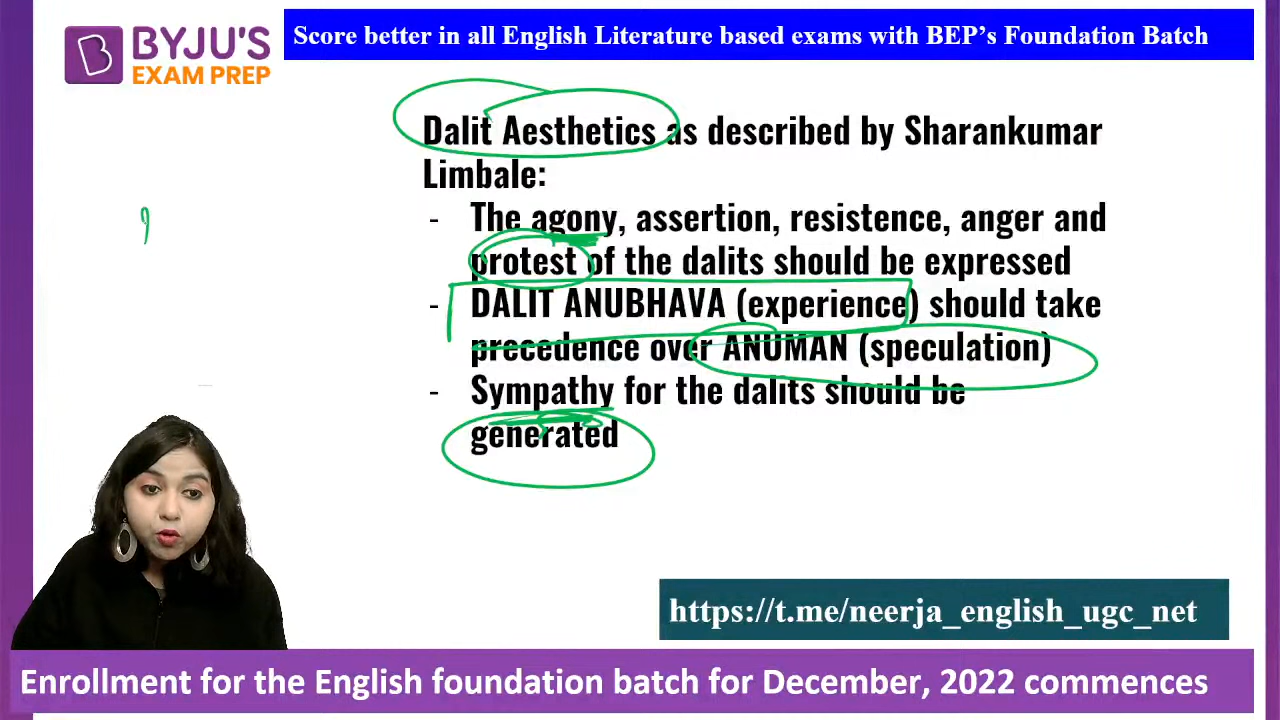 BYJU'S
EXAM PREP
Score better in all English Literature based exams with BEP's Foundation Batch
Dalit Aesthetics as described by Sharankumar
Limbale:
- The agony, assertion, resistence, anger and
protest of the dalits should be expressed
- DALIT ANUBHAVA (experience) should take
precedence over ANUMAN (speculation)
- Sympathy for the dalits should be
generated
https://t.me/neerja_english_ugc_net
Enrollment for the English foundation batch for December, 2022 commences